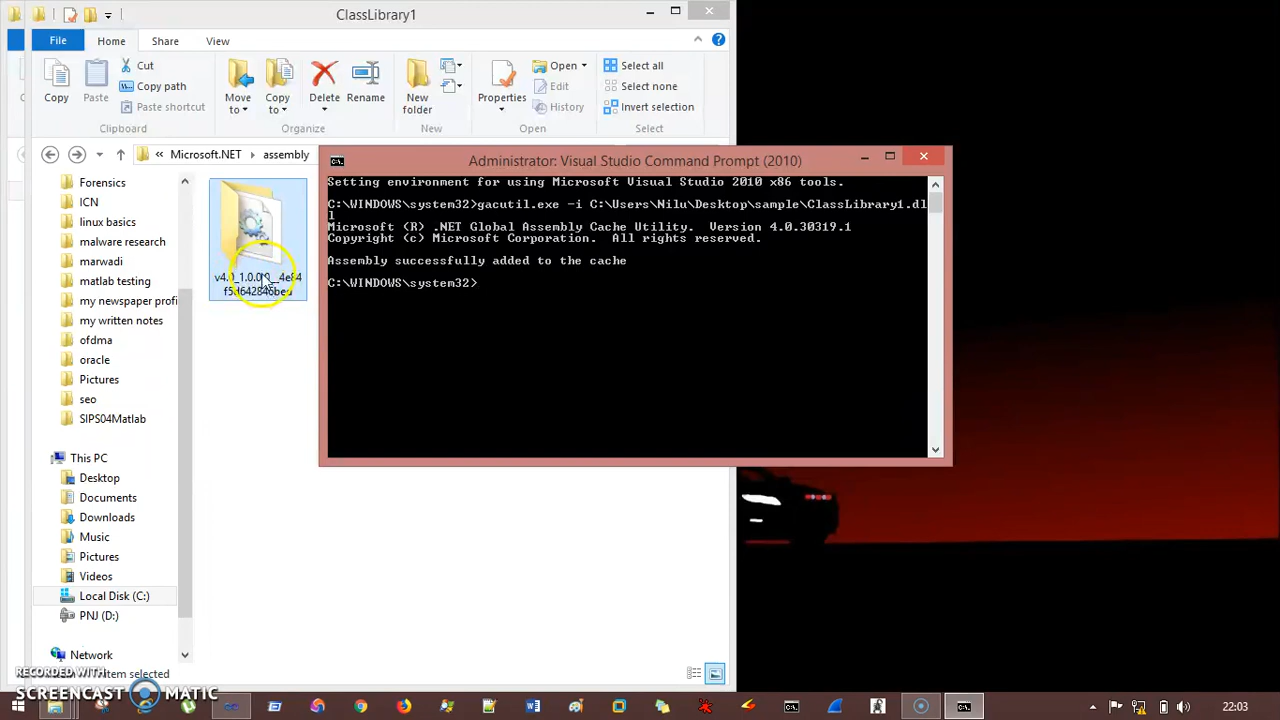 ClassLibrary1
File
Home
Share
View
Copy
Paste
Cut
Copy path
Paste shortcut
Clipboard
Move to
Copy to
Delete
Rename
Organize
New folder
New
Properties
Open
Edit
History
Open
Select all
Select none
Invert selection
Select
« Microsoft.NET
assembly
Forensics
ICN
linux basics
malware research
marwadi
matlab testing
my newspaper profi
my written notes
ofdma
oracle
Pictures
seo
SIPS04Matlab
This PC
Desktop
Documents
Downloads
Music
Pictures
Videos
Local Disk (C:)
PNJ (D:)
Network
item selected
Administrator: Visual Studio Command Prompt (2010)
Setting environment for using Microsoft Visual Studio 2010 x86 tools.
C:\WINDOWS\system32>gacutil.exe -i C:\Users\Nilu\Desktop\sample\ClassLibrary1.dl
l
Microsoft (R) .NET Global Assembly Cache Utility.  Version 4.0.30319.1
Copyright (c) Microsoft Corporation.  All rights reserved.
Assembly successfully added to the cache
C:\WINDOWS\system32>
RECORDED WITH
SCREENCAST MATIC
22:03